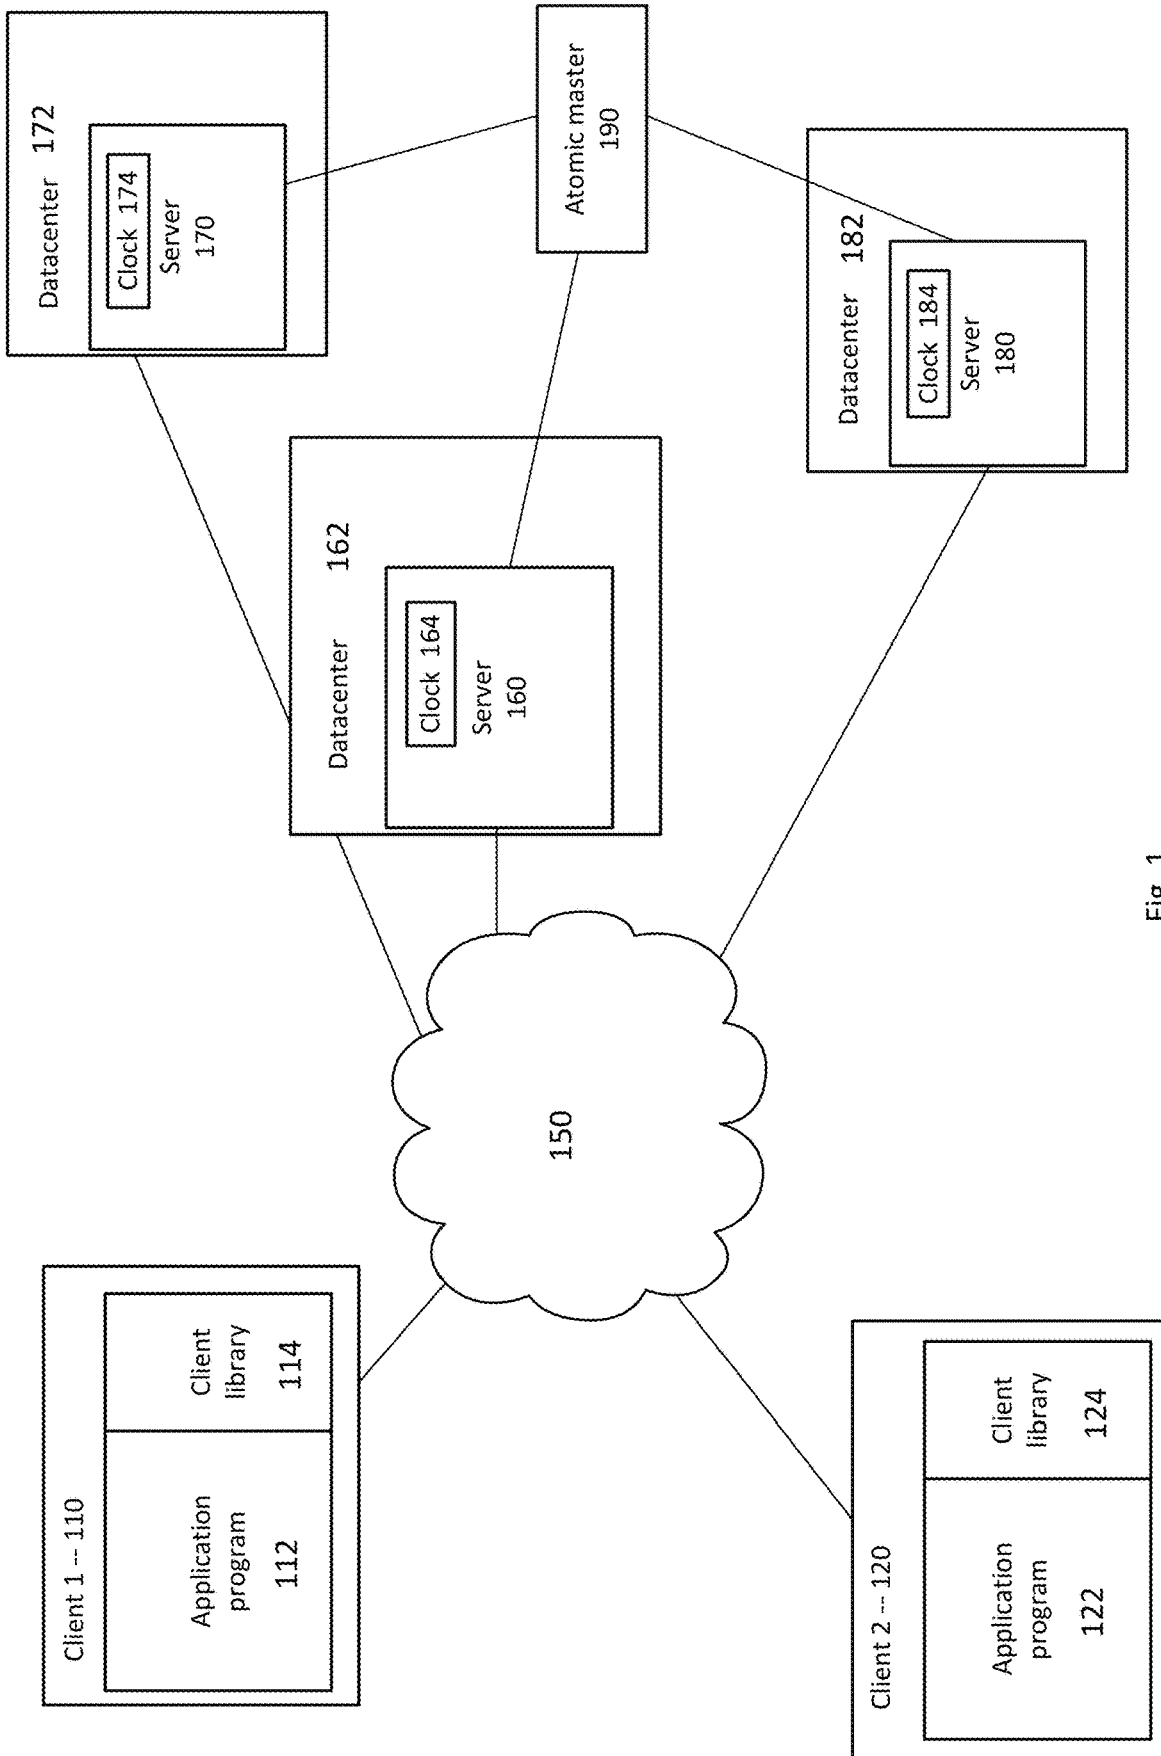 Client 1 -- 110
Application
program
112
Client
library
114
Client 2 -- 120
Application
program
122
Client
library
124
150
Datacenter 162
Clock 164
Server
160
Datacenter 172
Clock 174
Server
170
Datacenter 182
Clock 184
Server
180
Atomic master
190
Fig. 1